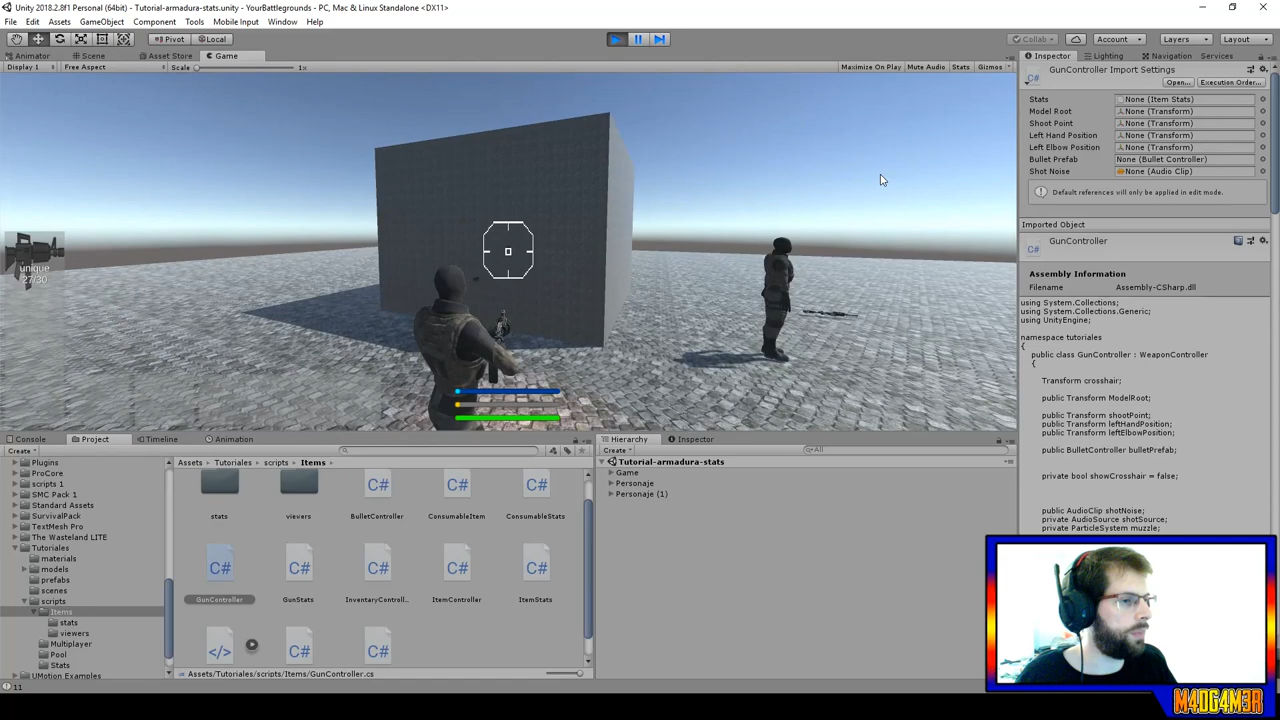 Unity 2018.2.8f1 Personal (64bit) - Tutorial-armadura-stats.unity - YourBattlegrounds - PC, Mac & Linux Standalone <DX11>
File Edit Assets GameObject Component Tools Mobile Input Window Help
Pivot Local Collab Account Layers Layout
Animator Scene Asset Store Game
Display 1 Free Aspect Scale 1x Maximize On Play Mute Audio Stats Gizmos
unique
27/30
Inspector Lighting Navigation Services
GunController Import Settings
Open... Execution Order...
Stats None (Item Stats)
Model Root None (Transform)
Shoot Point None (Transform)
Left Hand Position None (Transform)
Left Elbow Position None (Transform)
Bullet Prefab None (Bullet Controller)
Shot Noise None (Audio Clip)
Default references will only be applied in edit mode.
Imported Object
GunController
Assembly Information
Filename Assembly-CSharp.dll
using System.Collections;
using System.Collections.Generic;
using UnityEngine;
namespace tutoriales
{
public class GunController : WeaponController
{
Transform crosshair;
public Transform ModelRoot;
public Transform shootPoint;
public Transform leftHandPosition;
public Transform leftElbowPosition;
public BulletController bulletPrefab;
private bool showCrosshair = false;
public AudioClip shotNoise;
private AudioSource shotSource;
private ParticleSystem muzzle;
Console Project Timeline Animation
Create
Plugins
ProCore
scripts 1
SMC Pack 1
Standard Assets
SurvivalPack
TextMesh Pro
The Wasteland LITE
Tutoriales
materials
models
prefabs
scenes
scripts
Items
stats
viewers
Multiplayer
Pool
Stats
UMotion Examples
Assets Tutoriales scripts Items
stats viewers BulletController ConsumableItem ConsumableStats
C# C# C#
GunController GunStats InventoryControll... ItemController ItemStats
C# C# C# C# C#
</> C# C#
Assets/Tutoriales/scripts/Items/GunController.cs
Hierarchy Inspector
Create All
Tutorial-armadura-stats
Game
Personaje
Personaje (1)
11
M4DG4M3R